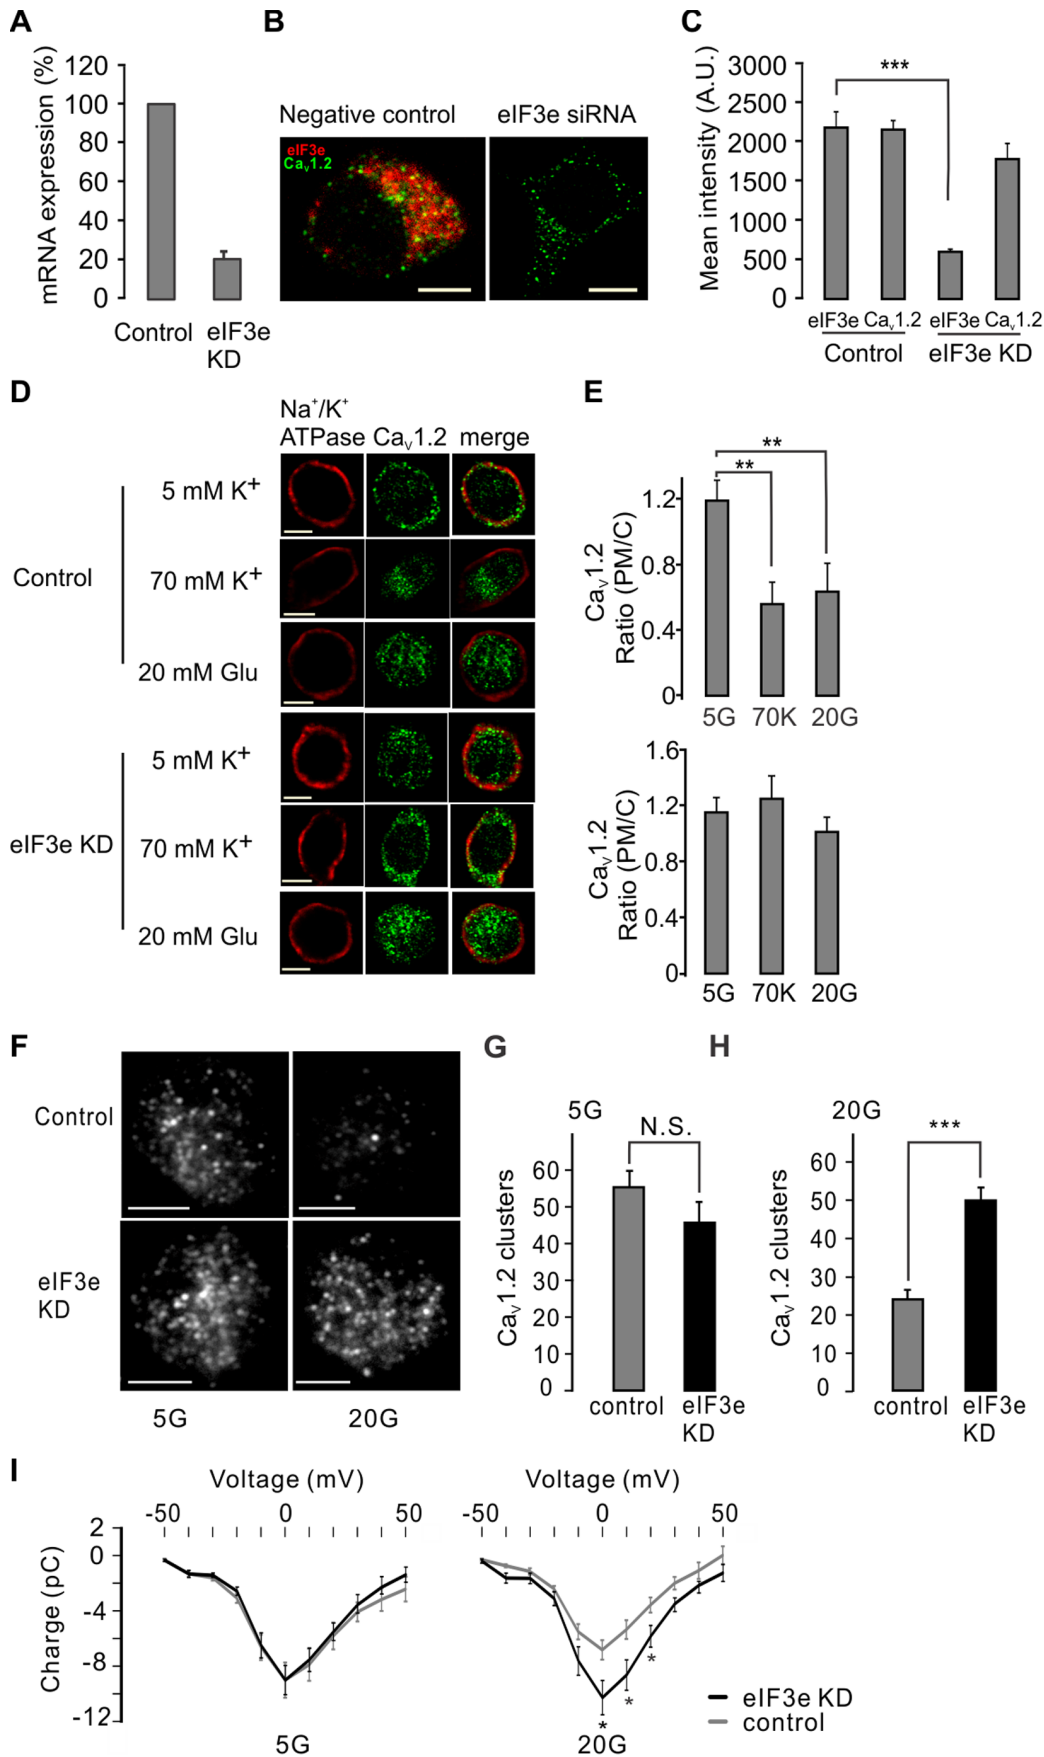 A
mRNA expression (%)
120
100
80
60
40
20
0
Control
eIF3e
KD
B
Negative control
eIF3e siRNA
eIF3e
Cav1.2
C
Mean intensity (A.U.)
3000
2500
2000
1500
1000
500
0
***
eIF3e Cav1.2 eIF3e Cav1.2
Control eIF3e KD
D
Na+/K+
ATPase Cav1.2 merge
Control
5 mM K+
70 mM K+
20 mM Glu
eIF3e KD
5 mM K+
70 mM K+
20 mM Glu
E
Cav1.2
Ratio (PM/C)
1.2
0.8
0.4
0
**
**
5G 70K 20G
Cav1.2
Ratio (PM/C)
1.6
1.2
0.8
0.4
0
5G 70K 20G
F
Control
eIF3e
KD
5G 20G
G
5G
N.S.
Cav1.2 clusters
60
50
40
30
20
10
0
control eIF3e
KD
H
20G
***
Cav1.2 clusters
60
50
40
30
20
10
0
control eIF3e
KD
I
Voltage (mV)
-50 0 50
Charge (pC)
2
0
-4
-8
-12
5G
Voltage (mV)
-50 0 50
*
*
*
20G
eIF3e KD
control